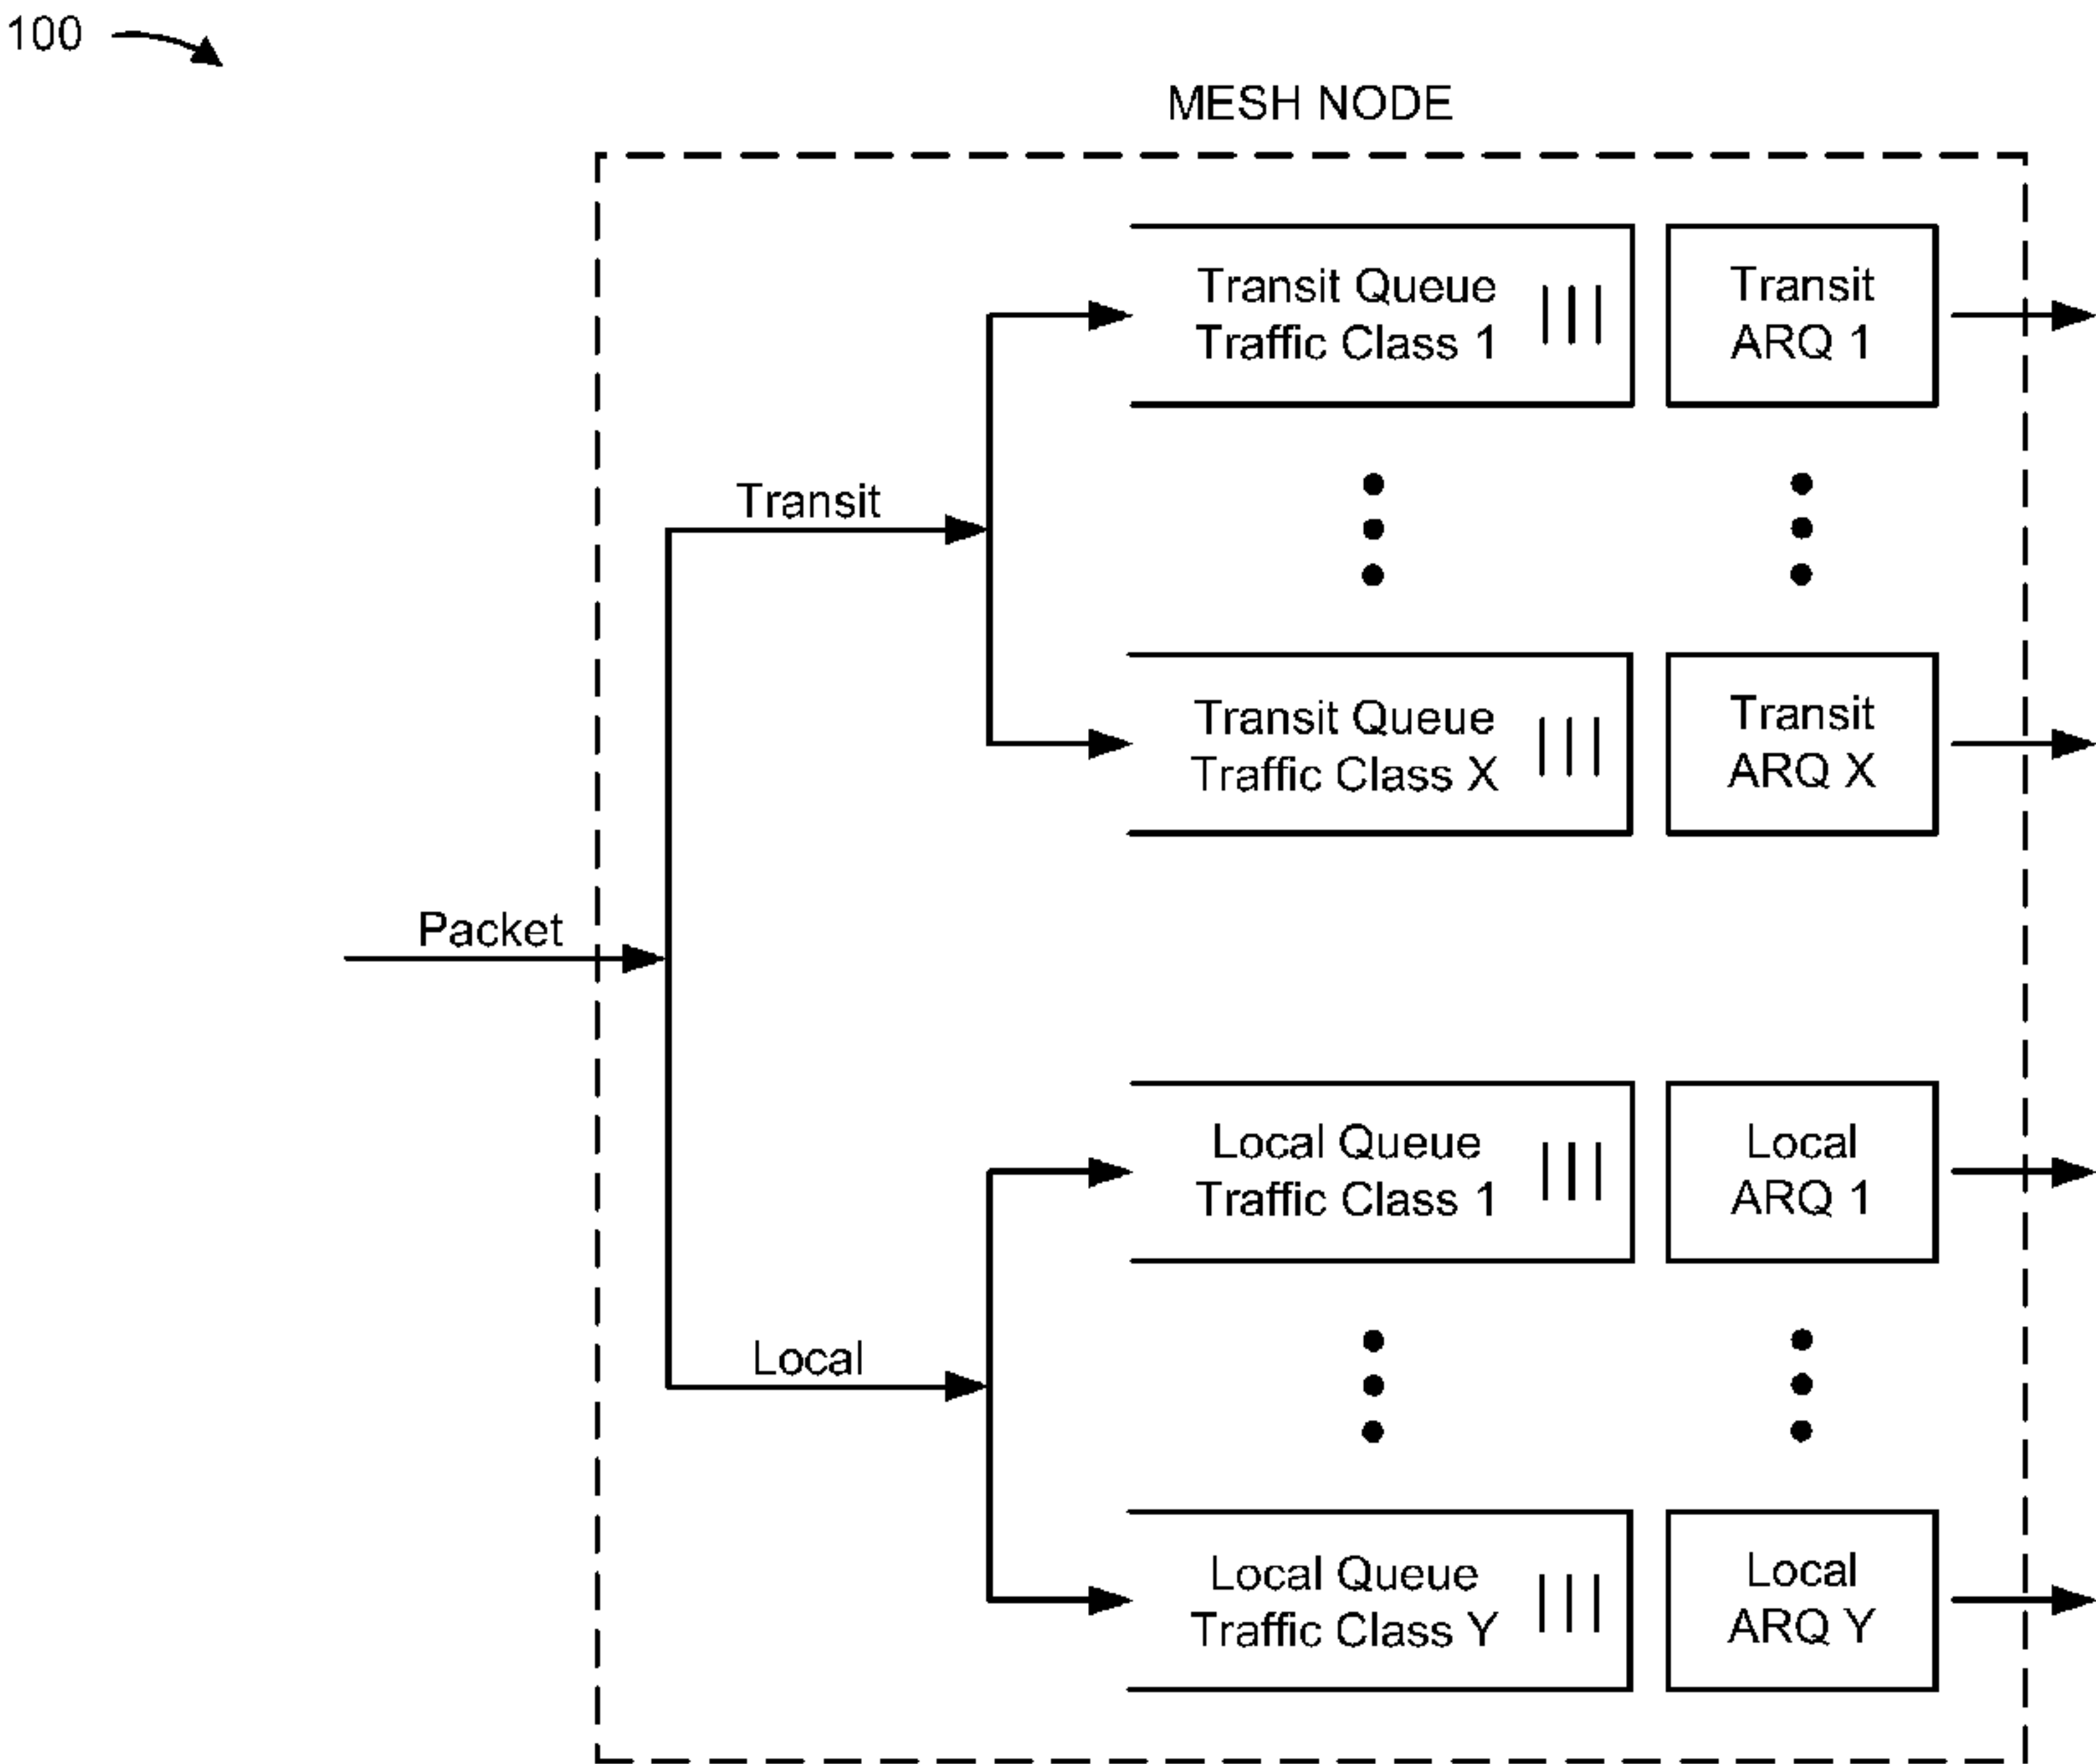 100
MESH NODE
Transit Queue
Traffic Class 1
Transit
ARQ 1
Transit
Transit Queue
Traffic Class X
Transit
ARQ X
Packet
Local Queue
Traffic Class 1
Local
ARQ 1
Local
Local Queue
Traffic Class Y
Local
ARQ Y